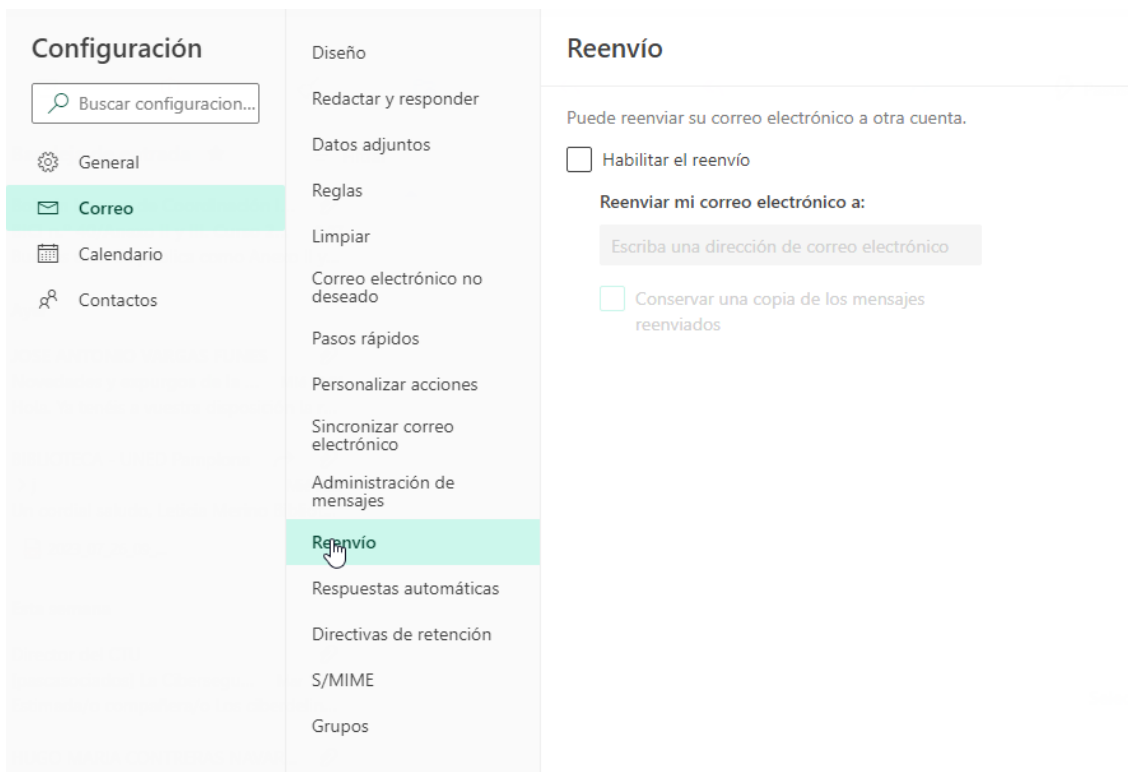 Configuración
Buscar configuracion...
General
Correo
Calendario
Contactos
Diseño
Redactar y responder
Datos adjuntos
Reglas
Limpiar
Correo electrónico no
deseado
Pasos rápidos
Personalizar acciones
Sincronizar correo
electrónico
Administración de
mensajes
Reenvío
Respuestas automáticas
Directivas de retención
S/MIME
Grupos
Reenvío
Puede reenviar su correo electrónico a otra cuenta.
Habilitar el reenvío
Reenviar mi correo electrónico a:
Escriba una dirección de correo electrónico
Conservar una copia de los mensajes
reenviados